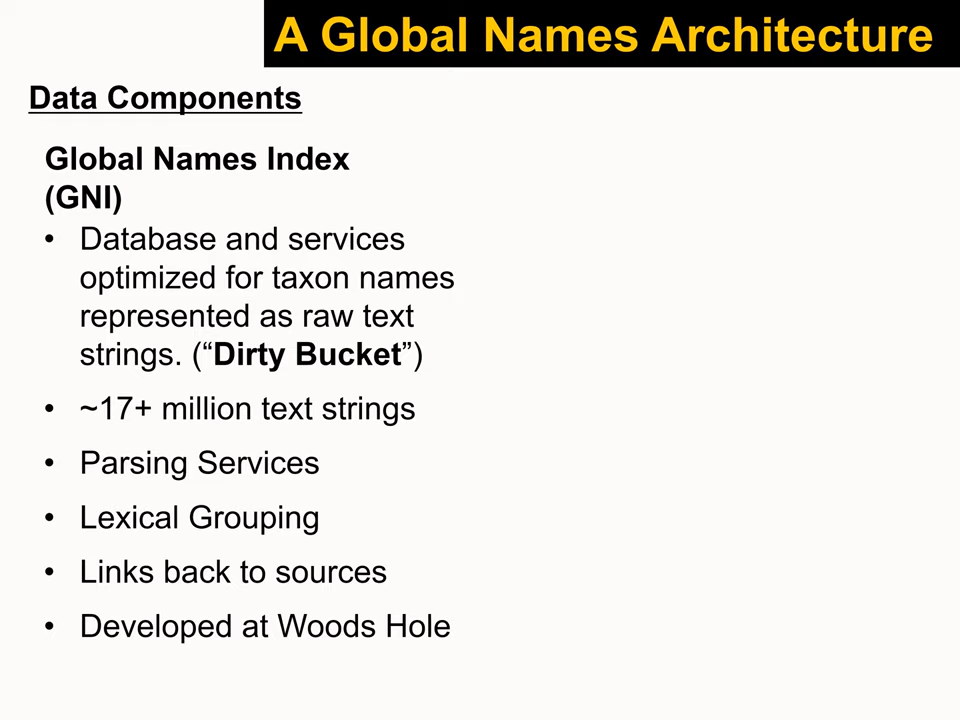 A Global Names Architecture
Data Components
Global Names Index
(GNI)
• Database and services
optimized for taxon names
represented as raw text
strings. (“Dirty Bucket”)
• ~17+ million text strings
• Parsing Services
• Lexical Grouping
• Links back to sources
• Developed at Woods Hole